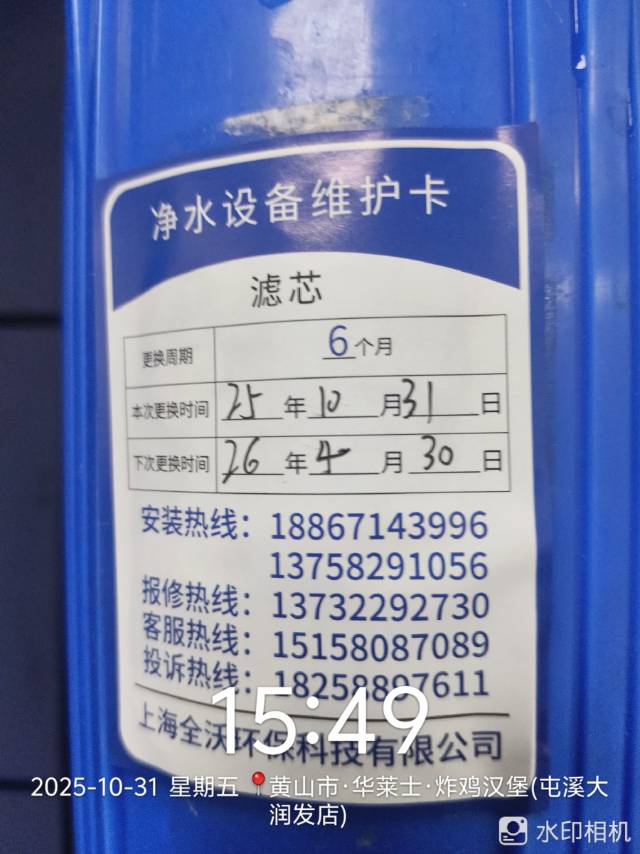 净水设备维护卡
滤芯
更换周期 6个月
本次更换时间 25年10月31日
下次更换时间 26年4月30日
安装热线：18867143996
13758291056
报修热线：13732292730
客服热线：15158087089
投诉热线：18258897611
上海全沃环保科技有限公司
15:49
2025-10-31 星期五 黄山市·华莱士·炸鸡汉堡(屯溪大
润发店)
水印相机